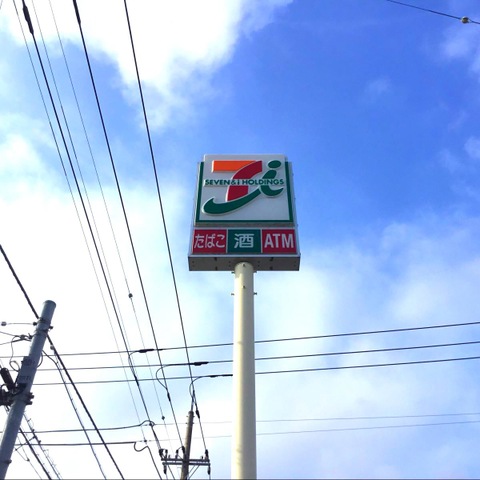 SEVEN & i HOLDINGS
たばこ 酒 ATM